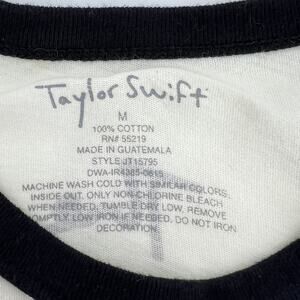 Taylor Swift
M
100% COTTON
RN# 55219
MADE IN GUATEMALA
STYLE JT15795
DWA-IR4385-0615
MACHINE WASH COLD WITH SIMILAR COLORS,
INSIDE OUT, ONLY NON-CHLORINE BLEACH
WHEN NEEDED, TUMBLE DRY LOW, REMOVE
PROMPTLY LOW IRON IF NEEDED, DO NOT IRON
DECORATION